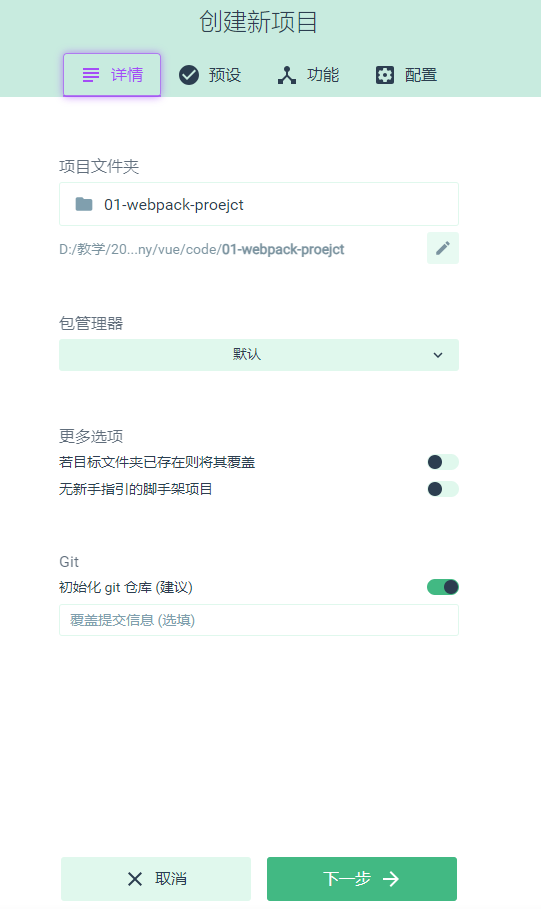 创建新项目
详情 预设 功能 配置
项目文件夹
01-webpack-proejct
D:/教学/20...ny/vue/code/01-webpack-proejct
包管理器
默认
更多选项
若目标文件夹已存在则将其覆盖
无新手指引的脚手架项目
Git
初始化 git 仓库 (建议)
覆盖提交信息 (选填)
取消 下一步